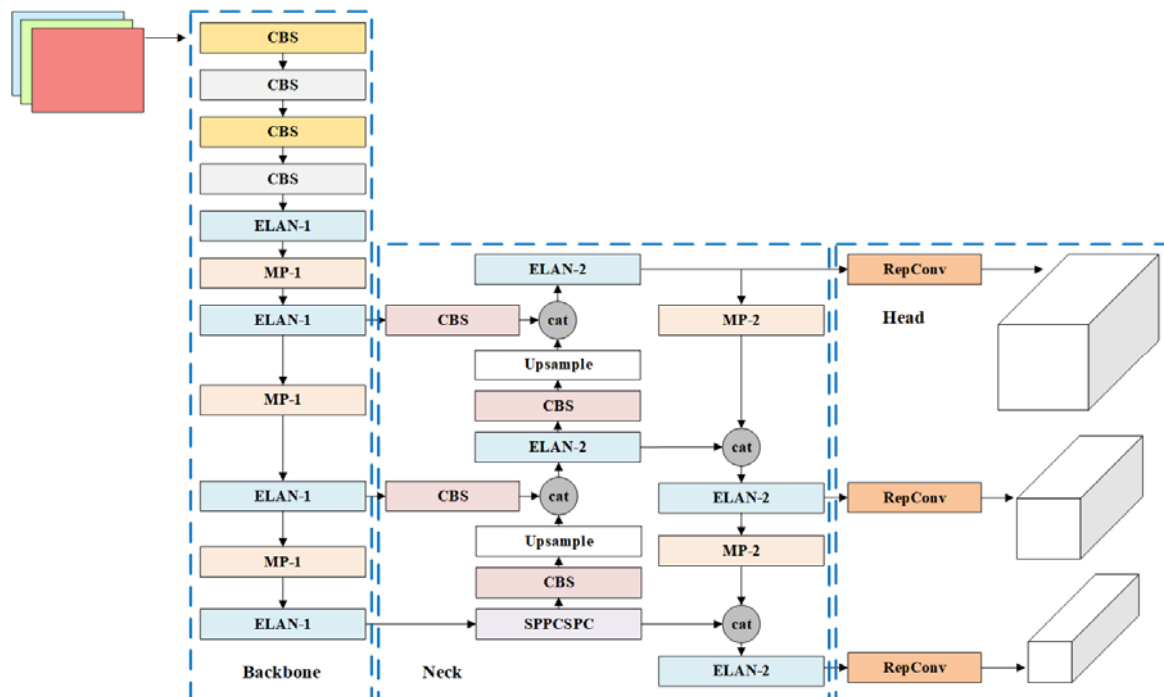 CBS
CBS
CBS
CBS
ELAN-1
MP-1
ELAN-1
MP-1
ELAN-1
MP-1
ELAN-1
Backbone
ELAN-2
CBS
cat
Upsample
CBS
ELAN-2
CBS
cat
Upsample
CBS
SPPCSPC
MP-2
cat
ELAN-2
MP-2
cat
ELAN-2
Neck
RepConv
Head
RepConv
RepConv